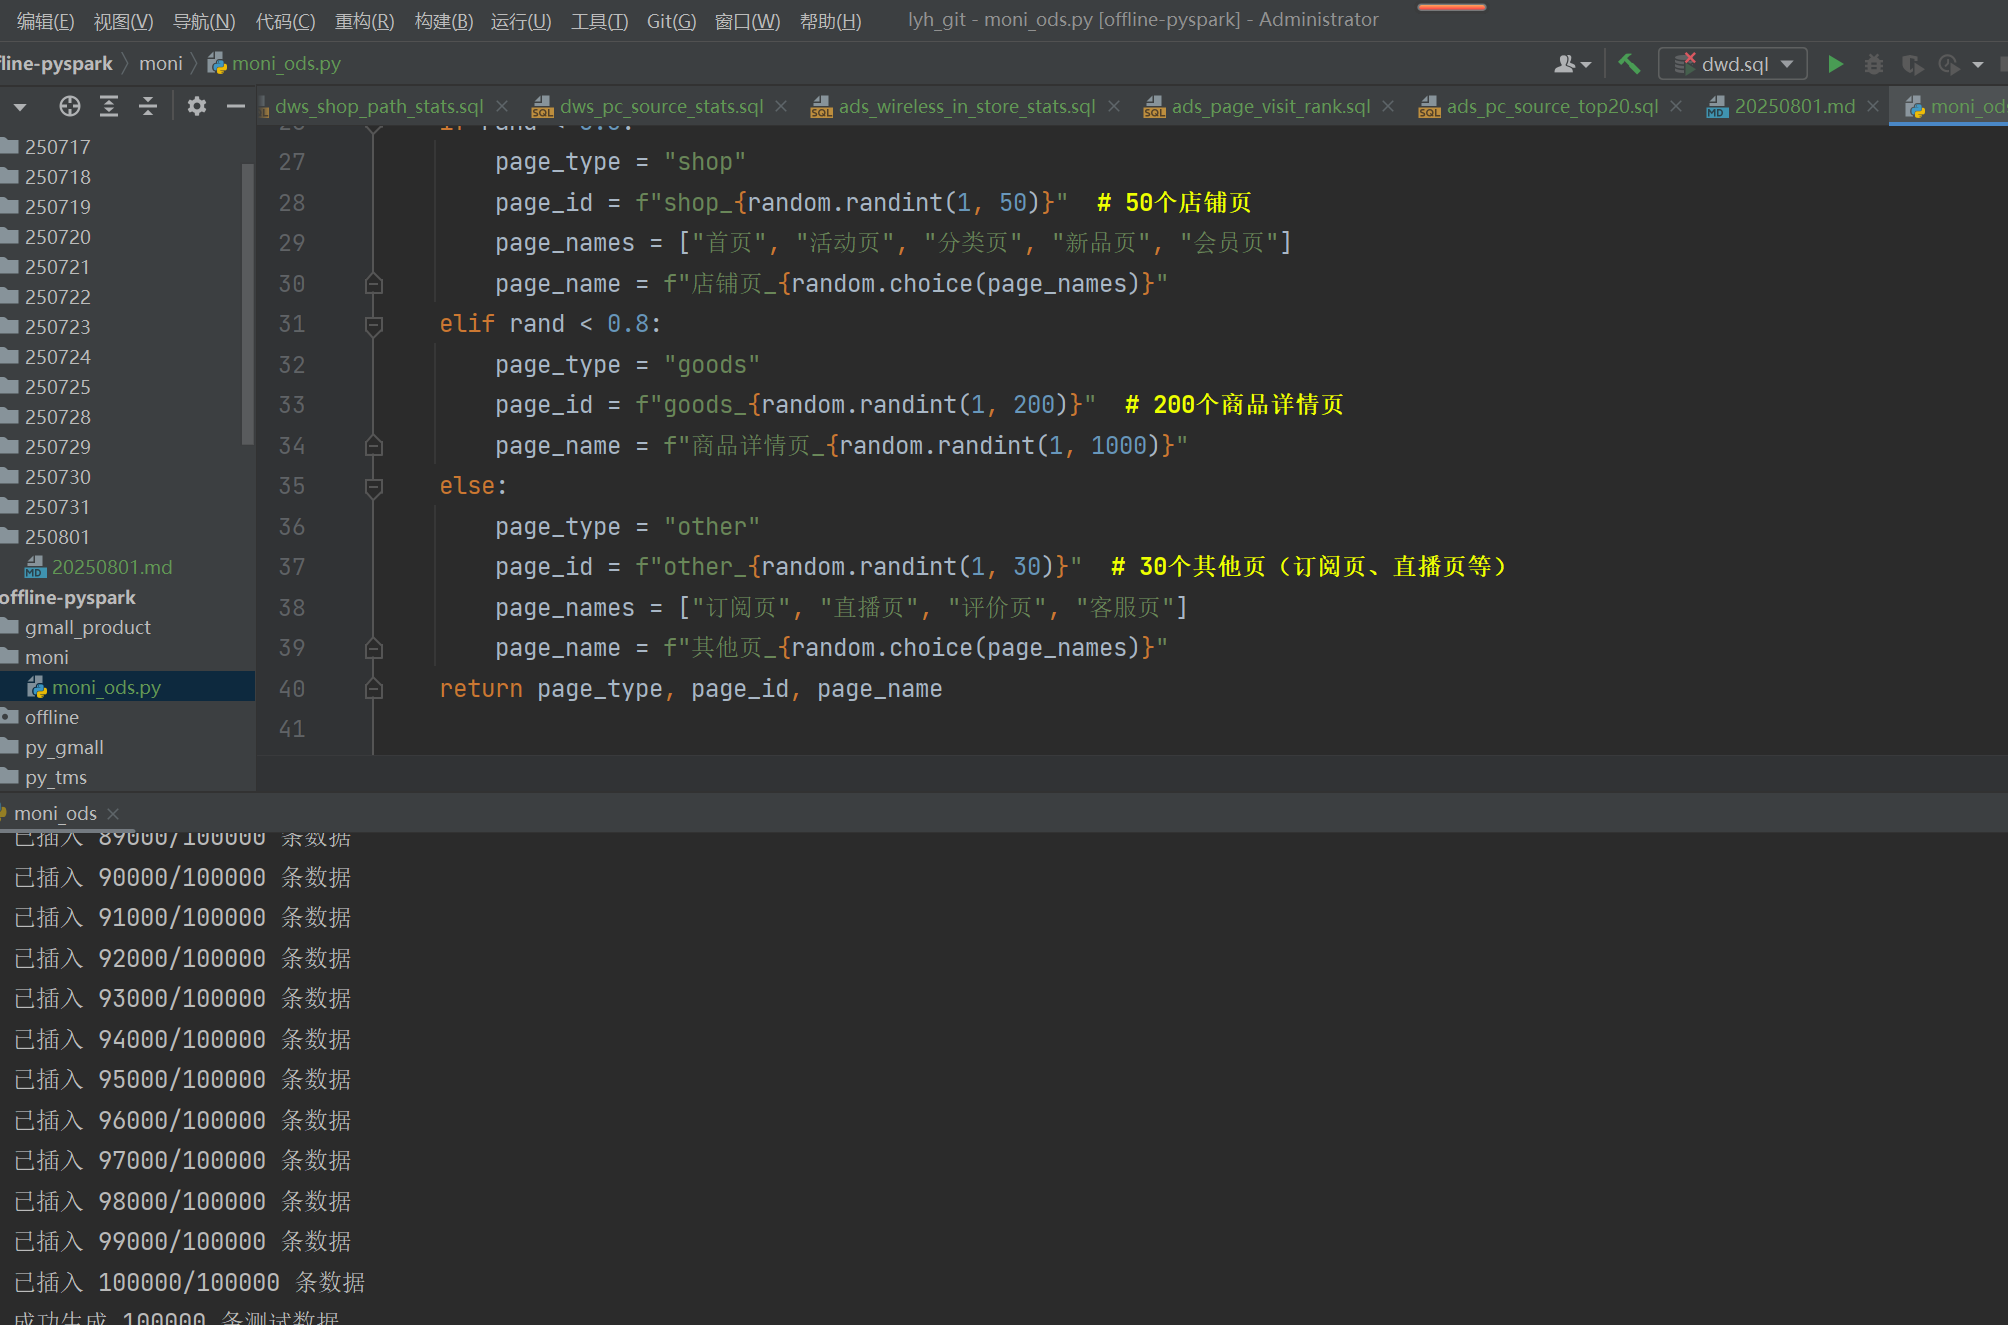 编辑(E) 视图(V) 导航(N) 代码(C) 重构(R) 构建(B) 运行(U) 工具(T) Git(G) 窗口(W) 帮助(H) lyh_git - moni_ods.py [offline-pyspark] - Administrator
fline-pyspark moni moni_ods.py dwd.sql
dws_shop_path_stats.sql dws_pc_source_stats.sql ads_wireless_in_store_stats.sql ads_page_visit_rank.sql ads_pc_source_top20.sql 20250801.md moni_ods
250717
250718
250719
250720
250721
250722
250723
250724
250725
250728
250729
250730
250731
250801
20250801.md
offline-pyspark
gmall_product
moni
moni_ods.py
offline
py_gmall
py_tms
27 page_type = "shop"
28 page_id = f"shop_{random.randint(1, 50)}" # 50个店铺页
29 page_names = ["首页", "活动页", "分类页", "新品页", "会员页"]
30 page_name = f"店铺页_{random.choice(page_names)}"
31 elif rand < 0.8:
32 page_type = "goods"
33 page_id = f"goods_{random.randint(1, 200)}" # 200个商品详情页
34 page_name = f"商品详情页_{random.randint(1, 1000)}"
35 else:
36 page_type = "other"
37 page_id = f"other_{random.randint(1, 30)}" # 30个其他页（订阅页、直播页等）
38 page_names = ["订阅页", "直播页", "评价页", "客服页"]
39 page_name = f"其他页_{random.choice(page_names)}"
40 return page_type, page_id, page_name
41
moni_ods
已插入 89000/100000 条数据
已插入 90000/100000 条数据
已插入 91000/100000 条数据
已插入 92000/100000 条数据
已插入 93000/100000 条数据
已插入 94000/100000 条数据
已插入 95000/100000 条数据
已插入 96000/100000 条数据
已插入 97000/100000 条数据
已插入 98000/100000 条数据
已插入 99000/100000 条数据
已插入 100000/100000 条数据
成功生成 100000 条测试数据